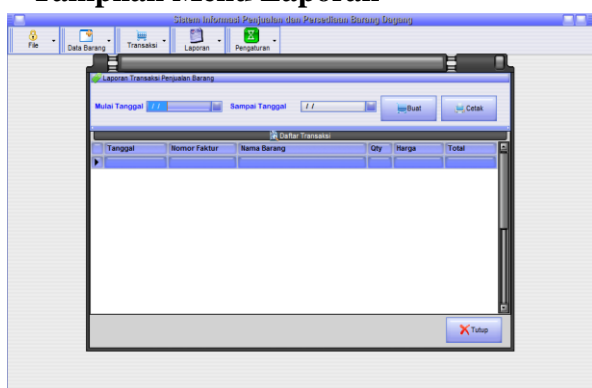 Tampilan Menu Laporan
Sistem Informasi Penjualan dan Persediaan Barang Dagang
File Data Barang Transaksi Laporan Pengaturan
Laporan Transaksi Penjualan Barang
Mulai Tanggal / / Sampai Tanggal / / Buat Cetak
Daftar Transaksi
Tanggal Nomor Faktur Nama Barang Qty Harga Total
Tutup